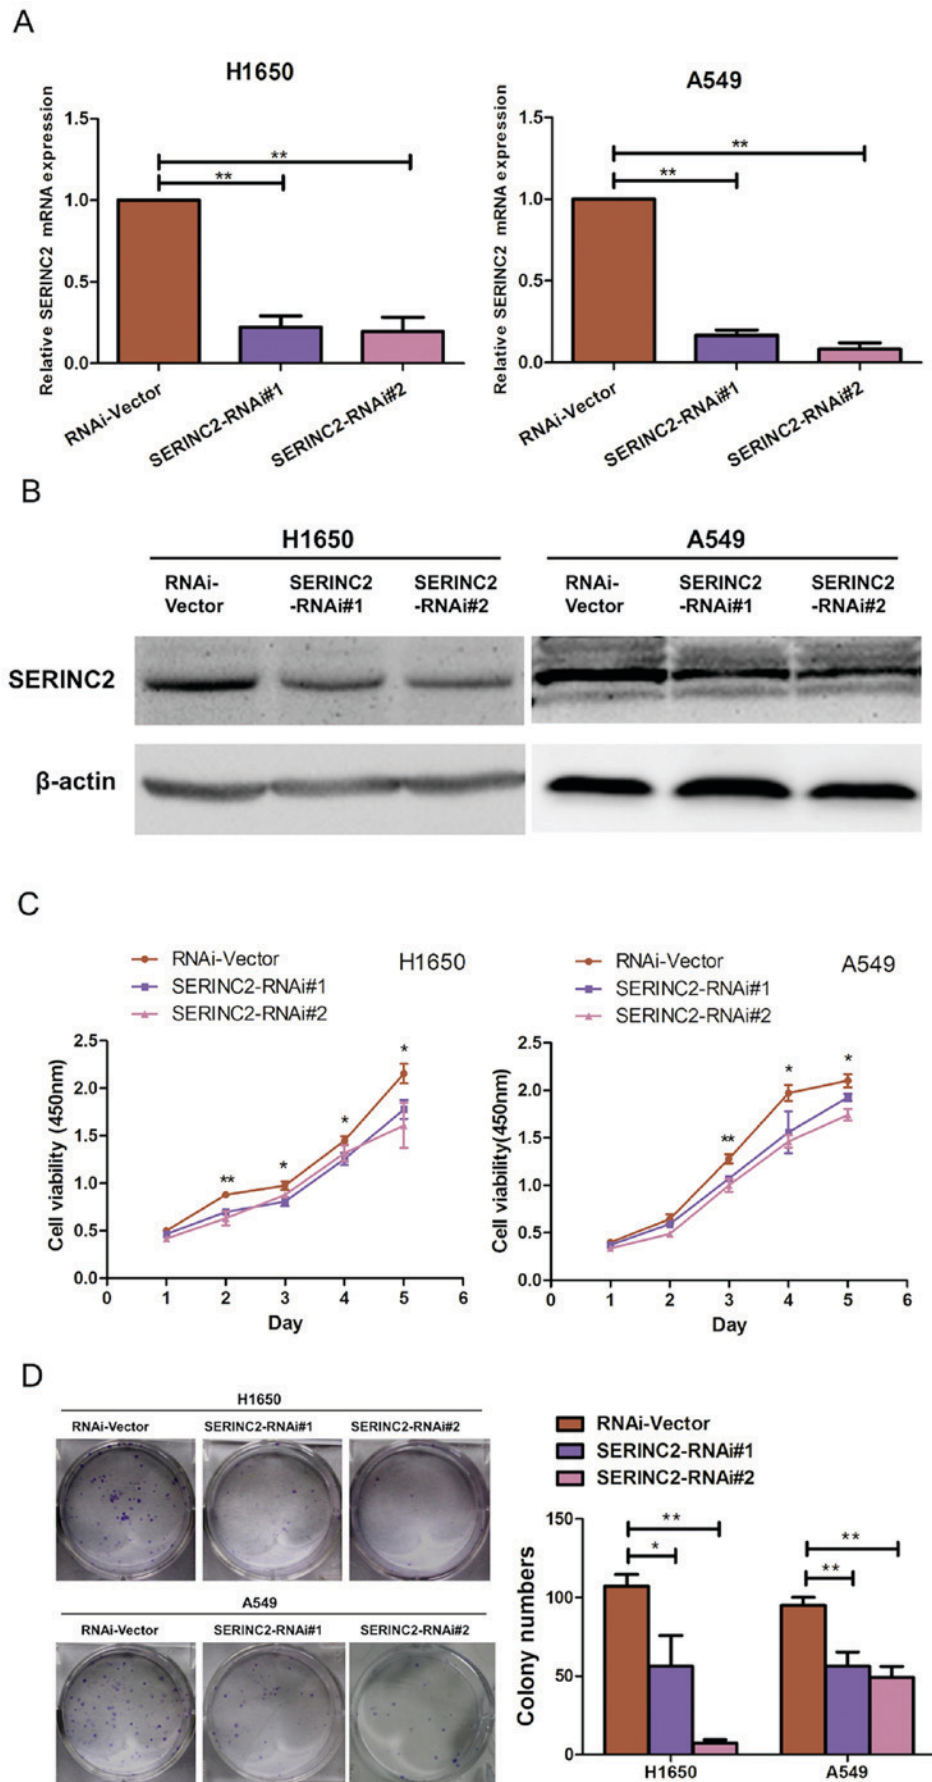 A
H1650
Relative SERINC2 mRNA expression
1.5
1.0
0.5
0.0
**
**
RNAi-Vector
SERINC2-RNAi#1
SERINC2-RNAi#2
A549
Relative SERINC2 mRNA expression
1.5
1.0
0.5
0.0
**
**
RNAi-Vector
SERINC2-RNAi#1
SERINC2-RNAi#2
B
H1650
RNAi-
Vector
SERINC2
-RNAi#1
SERINC2
-RNAi#2
A549
RNAi-
Vector
SERINC2
-RNAi#1
SERINC2
-RNAi#2
SERINC2
β-actin
C
RNAi-Vector
SERINC2-RNAi#1
SERINC2-RNAi#2
H1650
Cell viability (450nm)
2.5
2.0
1.5
1.0
0.5
0.0
**
*
*
*
0 1 2 3 4 5 6
Day
RNAi-Vector
SERINC2-RNAi#1
SERINC2-RNAi#2
A549
Cell viability(450nm)
2.5
2.0
1.5
1.0
0.5
0.0
**
*
*
0 1 2 3 4 5 6
Day
D
H1650
RNAi-Vector SERINC2-RNAi#1 SERINC2-RNAi#2
A549
RNAi-Vector SERINC2-RNAi#1 SERINC2-RNAi#2
RNAi-Vector
SERINC2-RNAi#1
SERINC2-RNAi#2
Colony numbers
150
100
50
0
**
*
**
**
H1650 A549